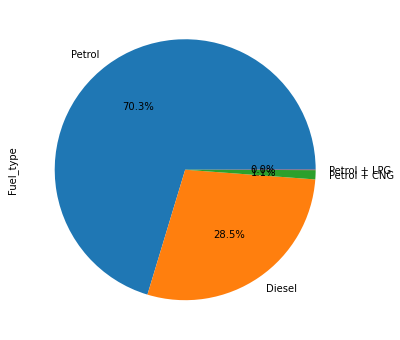 Petrol
70.3%
Fuel_type
0.0%
Petrol + LPG
1.1%
Petrol + CNG
28.5%
Diesel